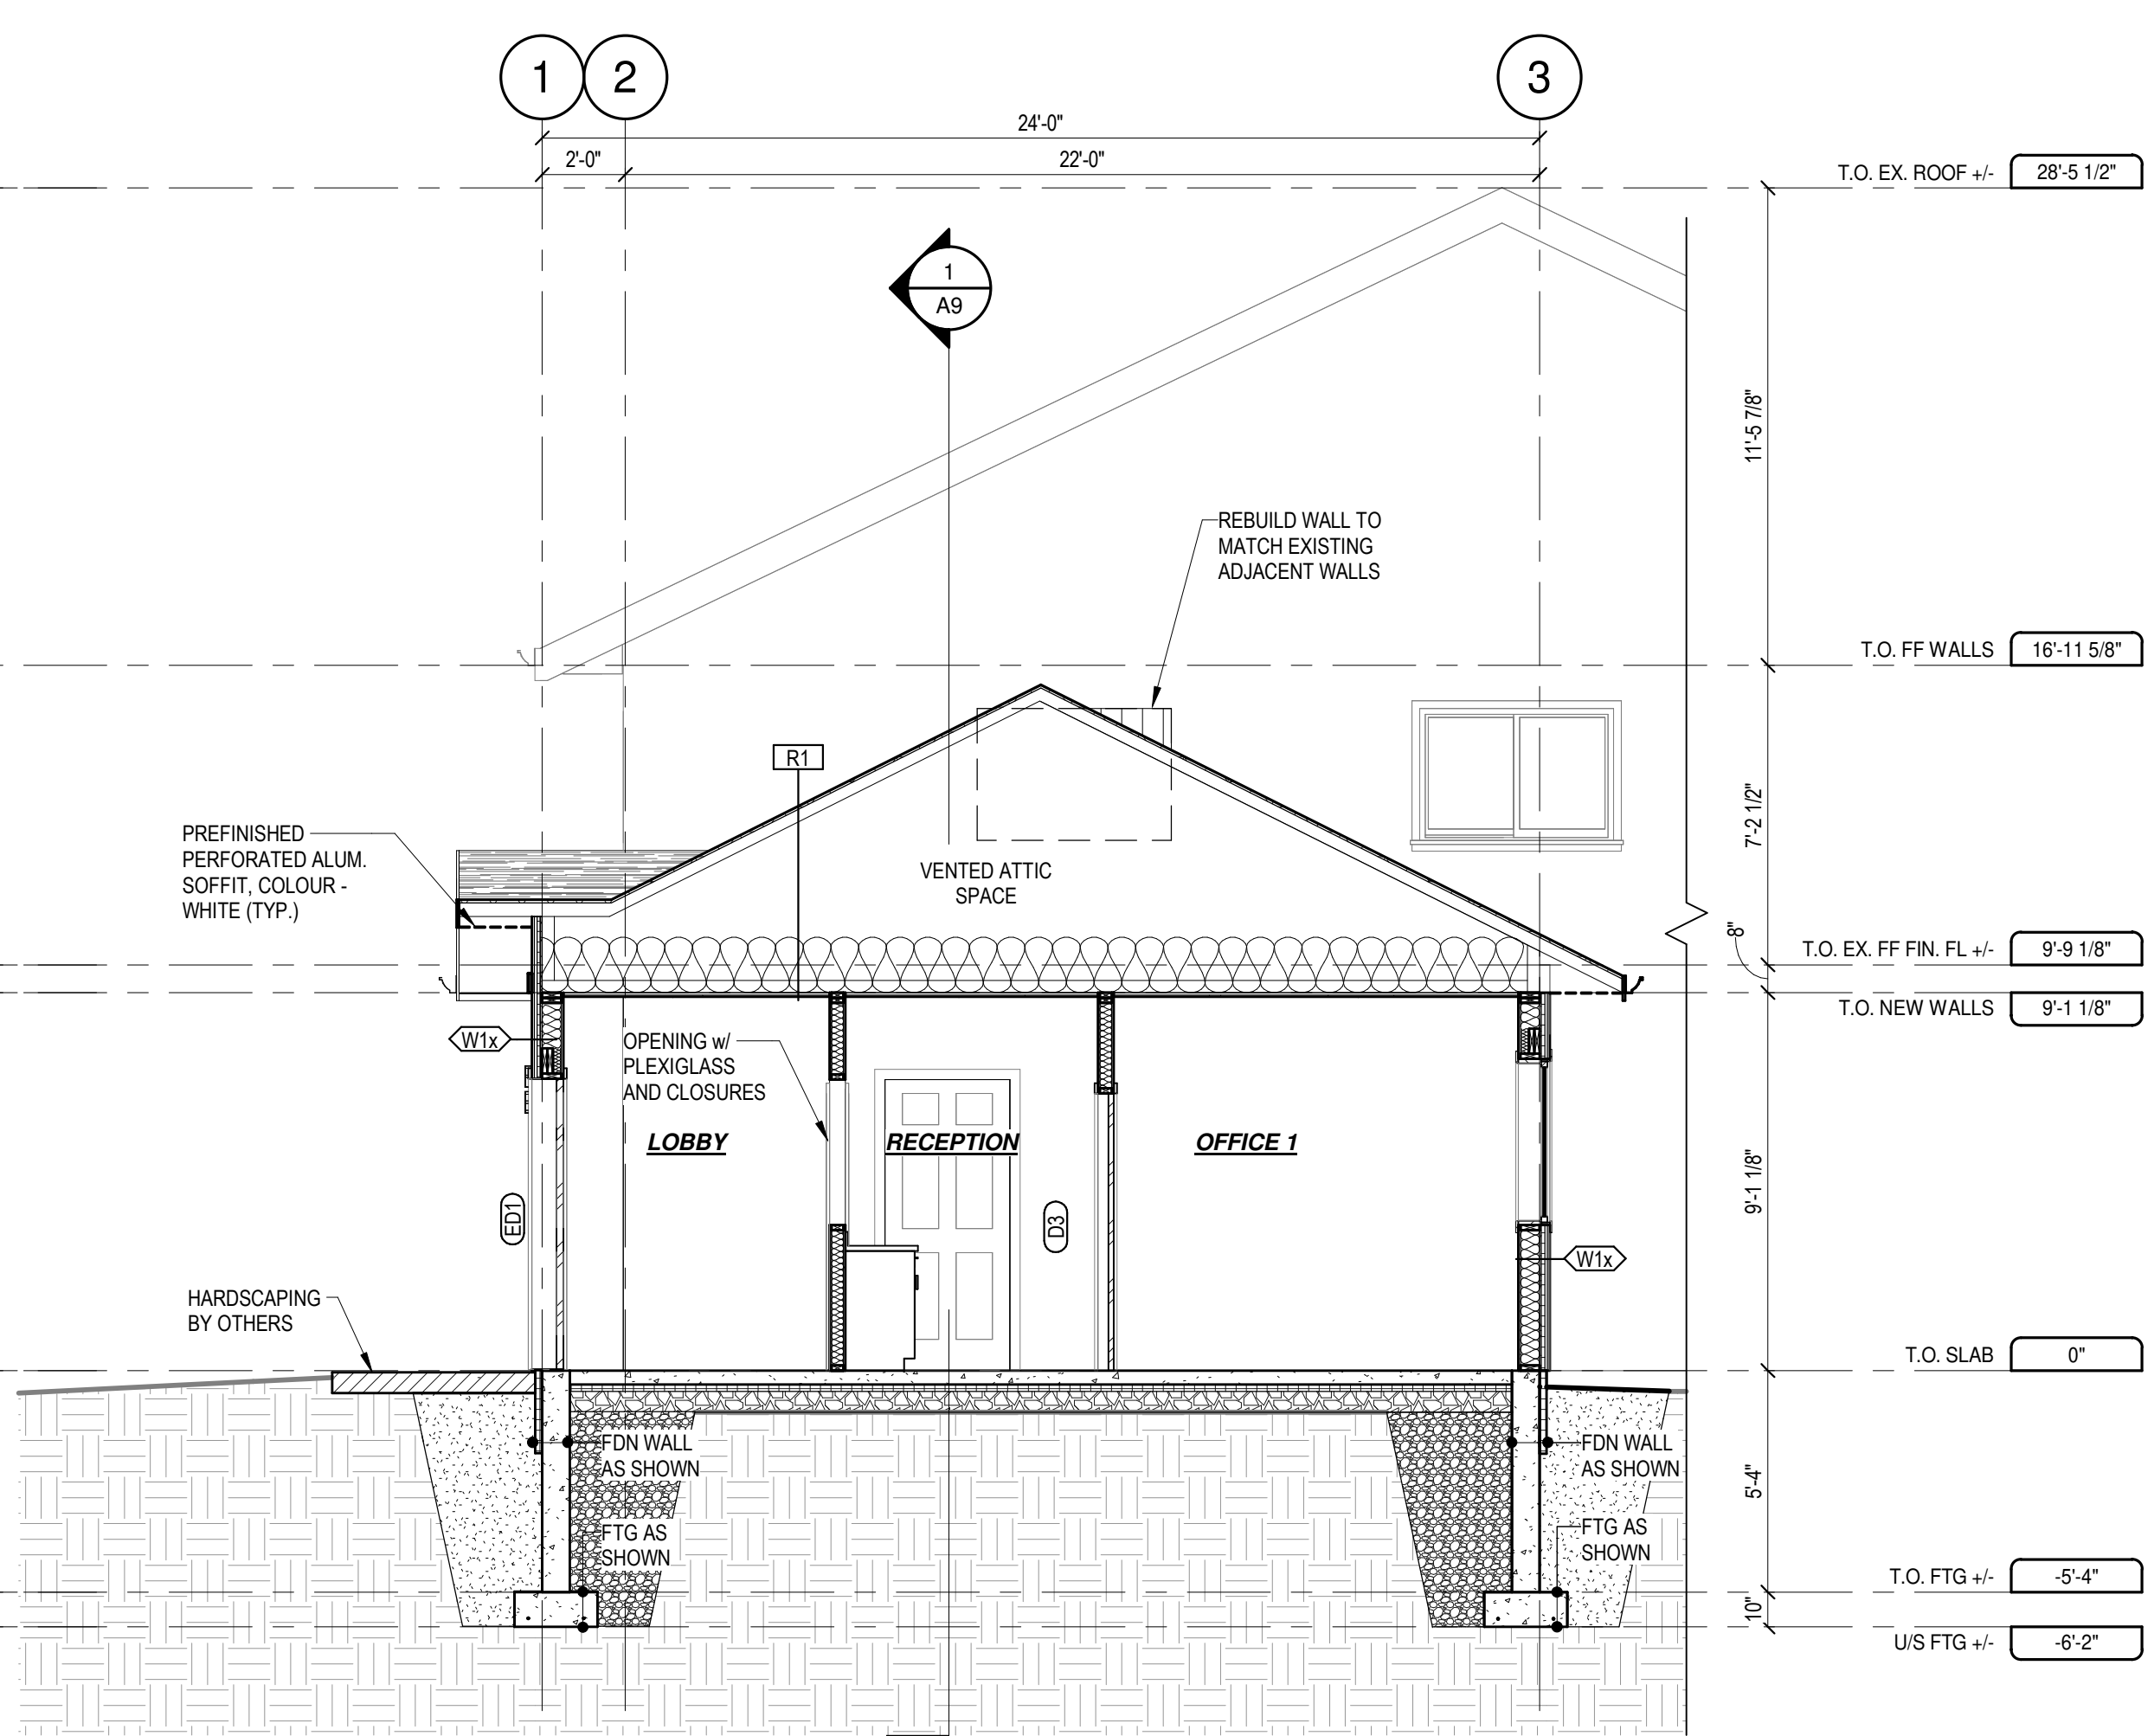 1
2
3
24'-0"
2'-0"
22'-0"
T.O. EX. ROOF +/-
28'-5 1/2"
1
A9
11'-5 7/8"
REBUILD WALL TO
MATCH EXISTING
ADJACENT WALLS
T.O. FF WALLS
16'-11 5/8"
R1
7'-2 1/2"
PREFINISHED
PERFORATED ALUM.
SOFFIT, COLOUR -
WHITE (TYP.)
VENTED ATTIC
SPACE
8"
T.O. EX. FF FIN. FL +/-
9'-9 1/8"
T.O. NEW WALLS
9'-1 1/8"
W1x
OPENING w/
PLEXIGLASS
AND CLOSURES
LOBBY
RECEPTION
OFFICE 1
9'-1 1/8"
ED1
D3
W1x
HARDSCAPING
BY OTHERS
T.O. SLAB
0"
FDN WALL
AS SHOWN
FDN WALL
AS SHOWN
5'-4"
FTG AS
SHOWN
FTG AS
SHOWN
T.O. FTG +/-
-5'-4"
10"
U/S FTG +/-
-6'-2"